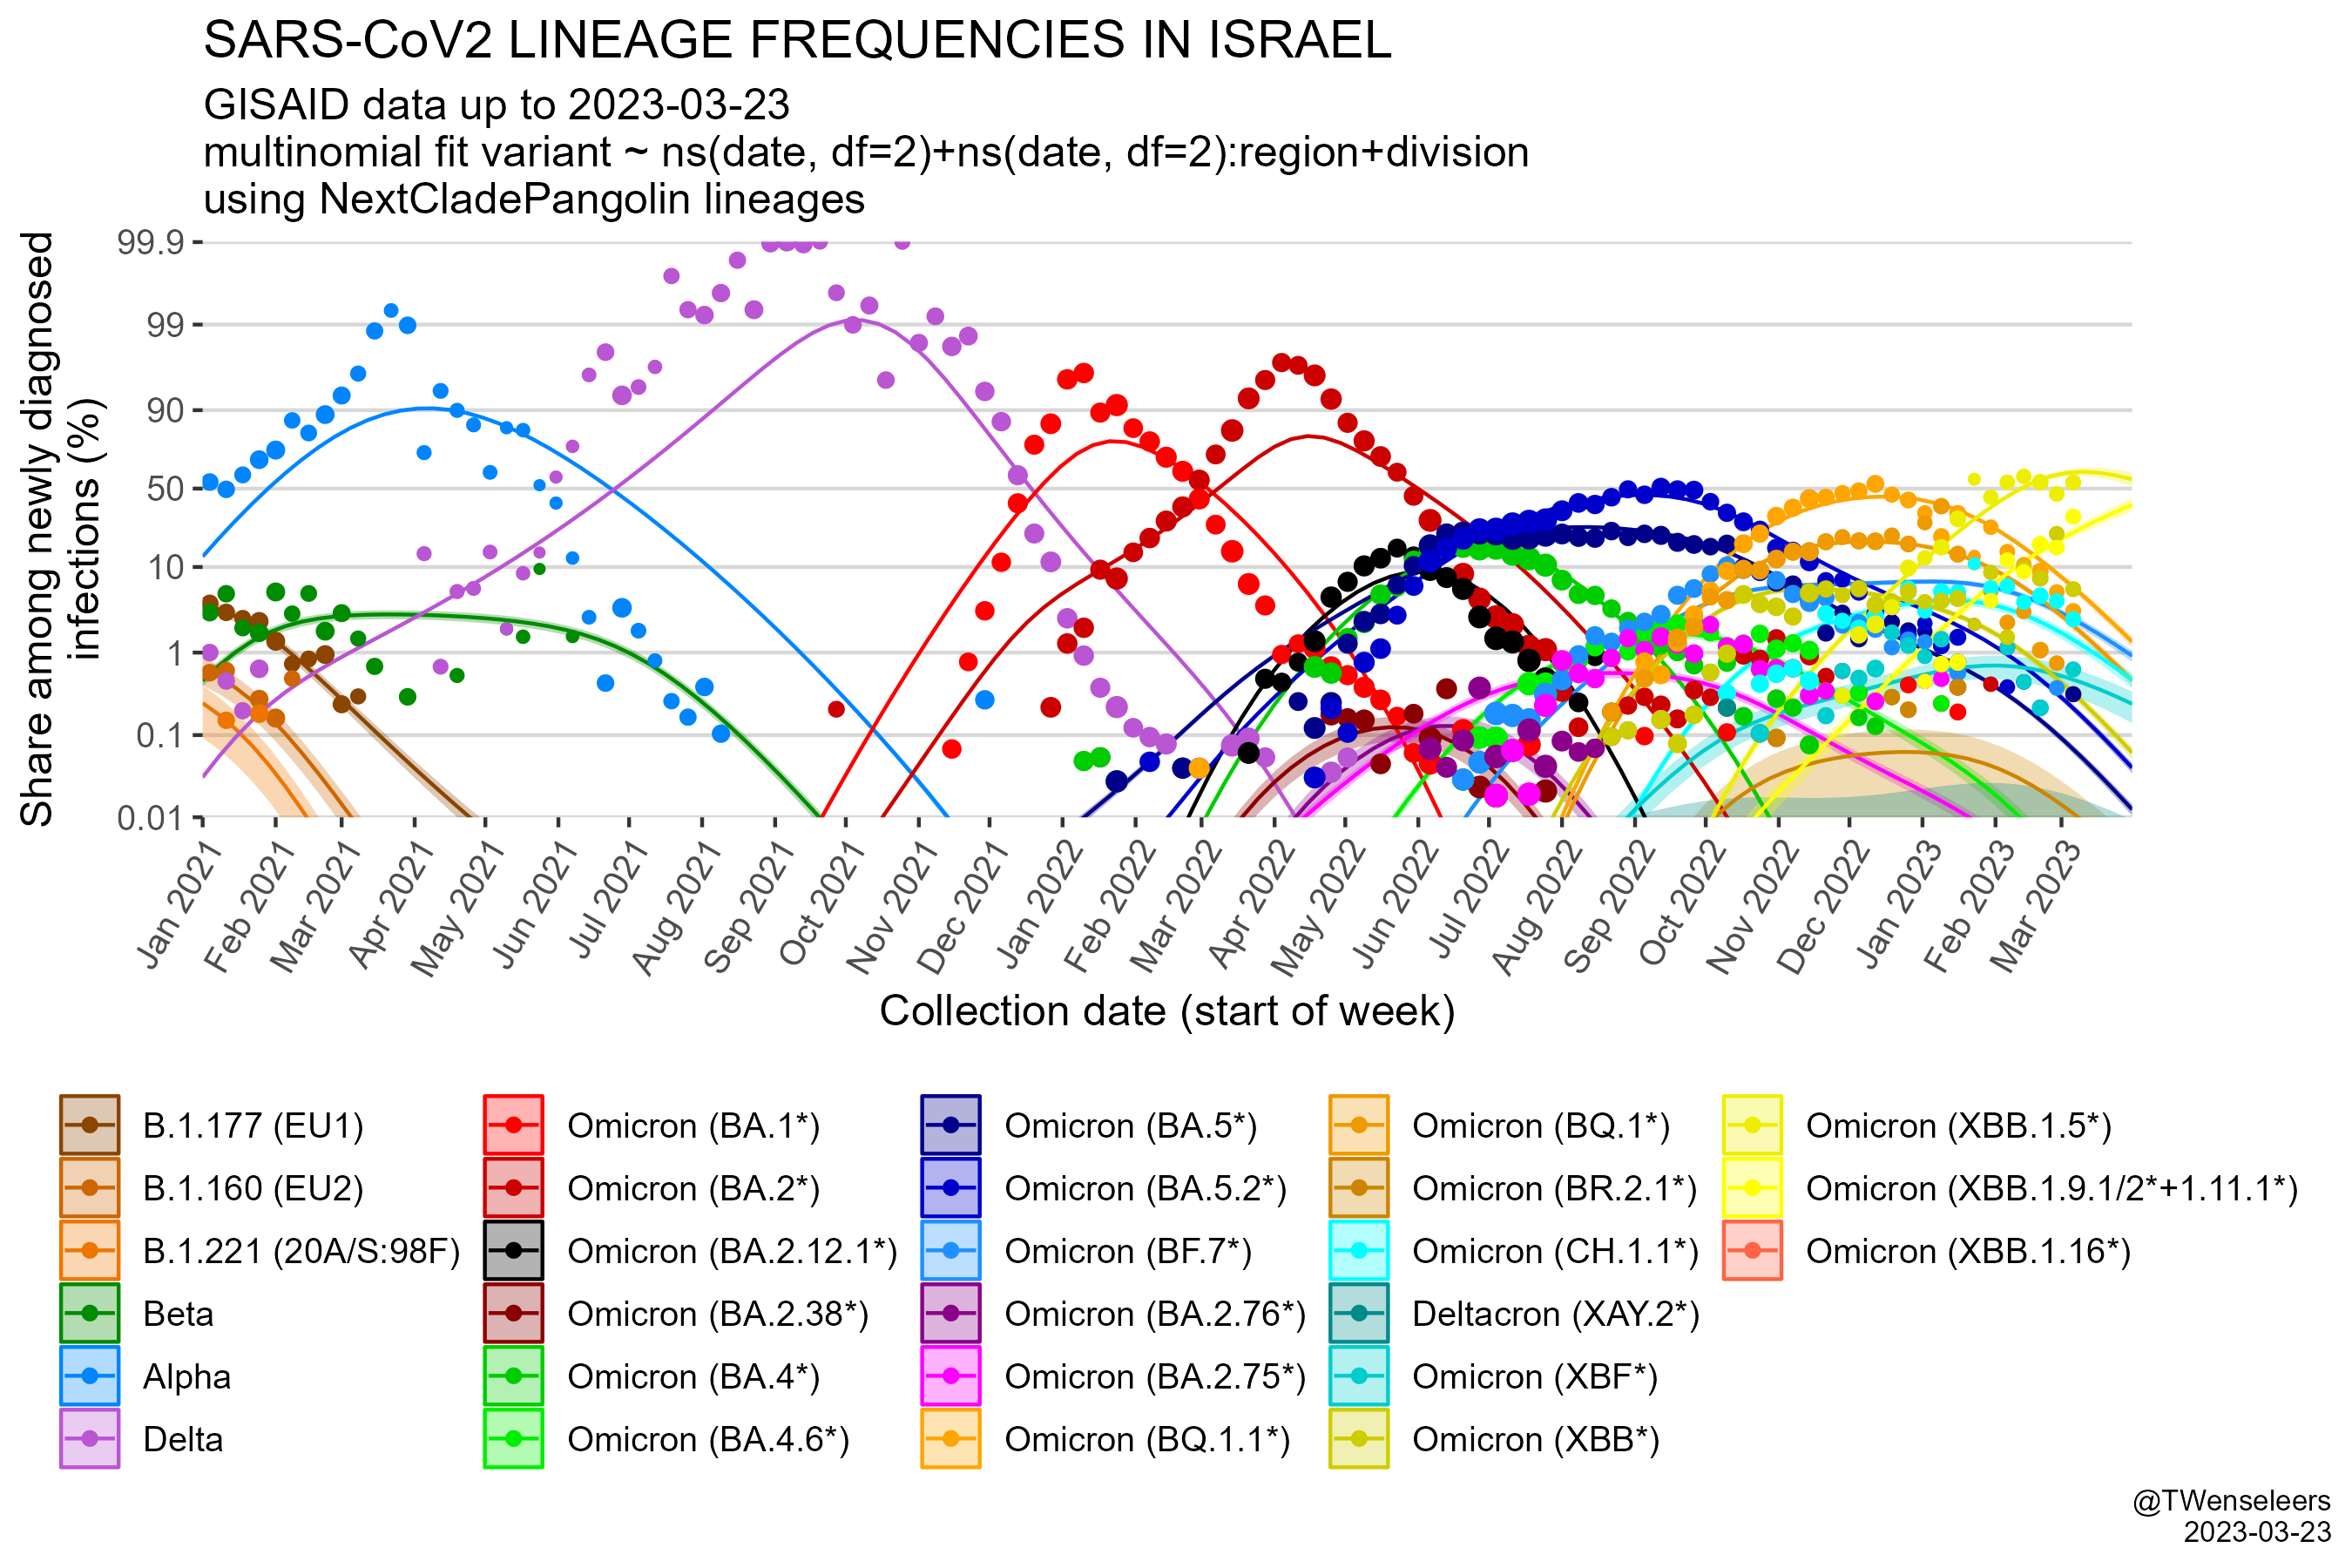 SARS-CoV2 LINEAGE FREQUENCIES IN ISRAEL
GISAID data up to 2023-03-23
multinomial fit variant ~ ns(date, df=2)+ns(date, df=2):region+division
using NextCladePangolin lineages
Share among newly diagnosed
infections (%)
99.9
99
90
50
10
1
0.1
0.01
Jan 2021
Feb 2021
Mar 2021
Apr 2021
May 2021
Jun 2021
Jul 2021
Aug 2021
Sep 2021
Oct 2021
Nov 2021
Dec 2021
Jan 2022
Feb 2022
Mar 2022
Apr 2022
May 2022
Jun 2022
Jul 2022
Aug 2022
Sep 2022
Oct 2022
Nov 2022
Dec 2022
Jan 2023
Feb 2023
Mar 2023
Collection date (start of week)
B.1.177 (EU1)
B.1.160 (EU2)
B.1.221 (20A/S:98F)
Beta
Alpha
Delta
Omicron (BA.1*)
Omicron (BA.2*)
Omicron (BA.2.12.1*)
Omicron (BA.2.38*)
Omicron (BA.4*)
Omicron (BA.4.6*)
Omicron (BA.5*)
Omicron (BA.5.2*)
Omicron (BF.7*)
Omicron (BA.2.76*)
Omicron (BA.2.75*)
Omicron (BQ.1.1*)
Omicron (BQ.1*)
Omicron (BR.2.1*)
Omicron (CH.1.1*)
Deltacron (XAY.2*)
Omicron (XBF*)
Omicron (XBB*)
Omicron (XBB.1.5*)
Omicron (XBB.1.9.1/2*+1.11.1*)
Omicron (XBB.1.16*)
@TWenseleers
2023-03-23